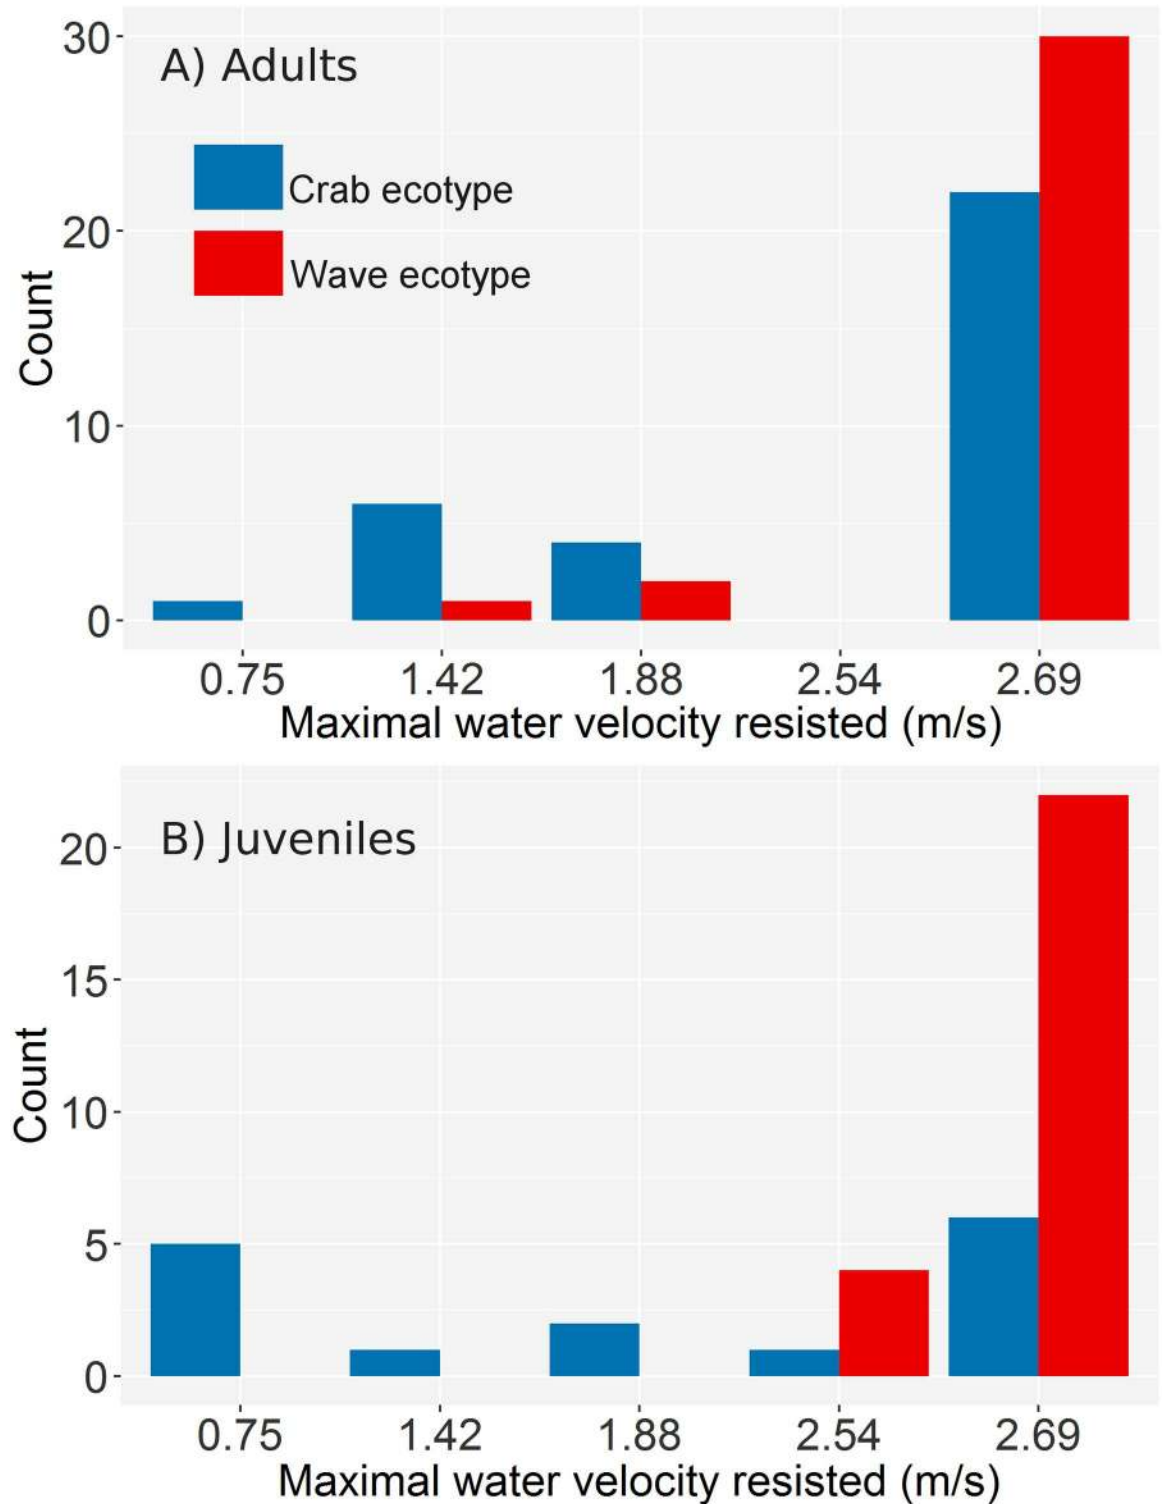 A) Adults
Crab ecotype
Wave ecotype
Count
30
20
10
0
0.75 1.42 1.88 2.54 2.69
Maximal water velocity resisted (m/s)
B) Juveniles
Count
20
15
10
5
0
0.75 1.42 1.88 2.54 2.69
Maximal water velocity resisted (m/s)